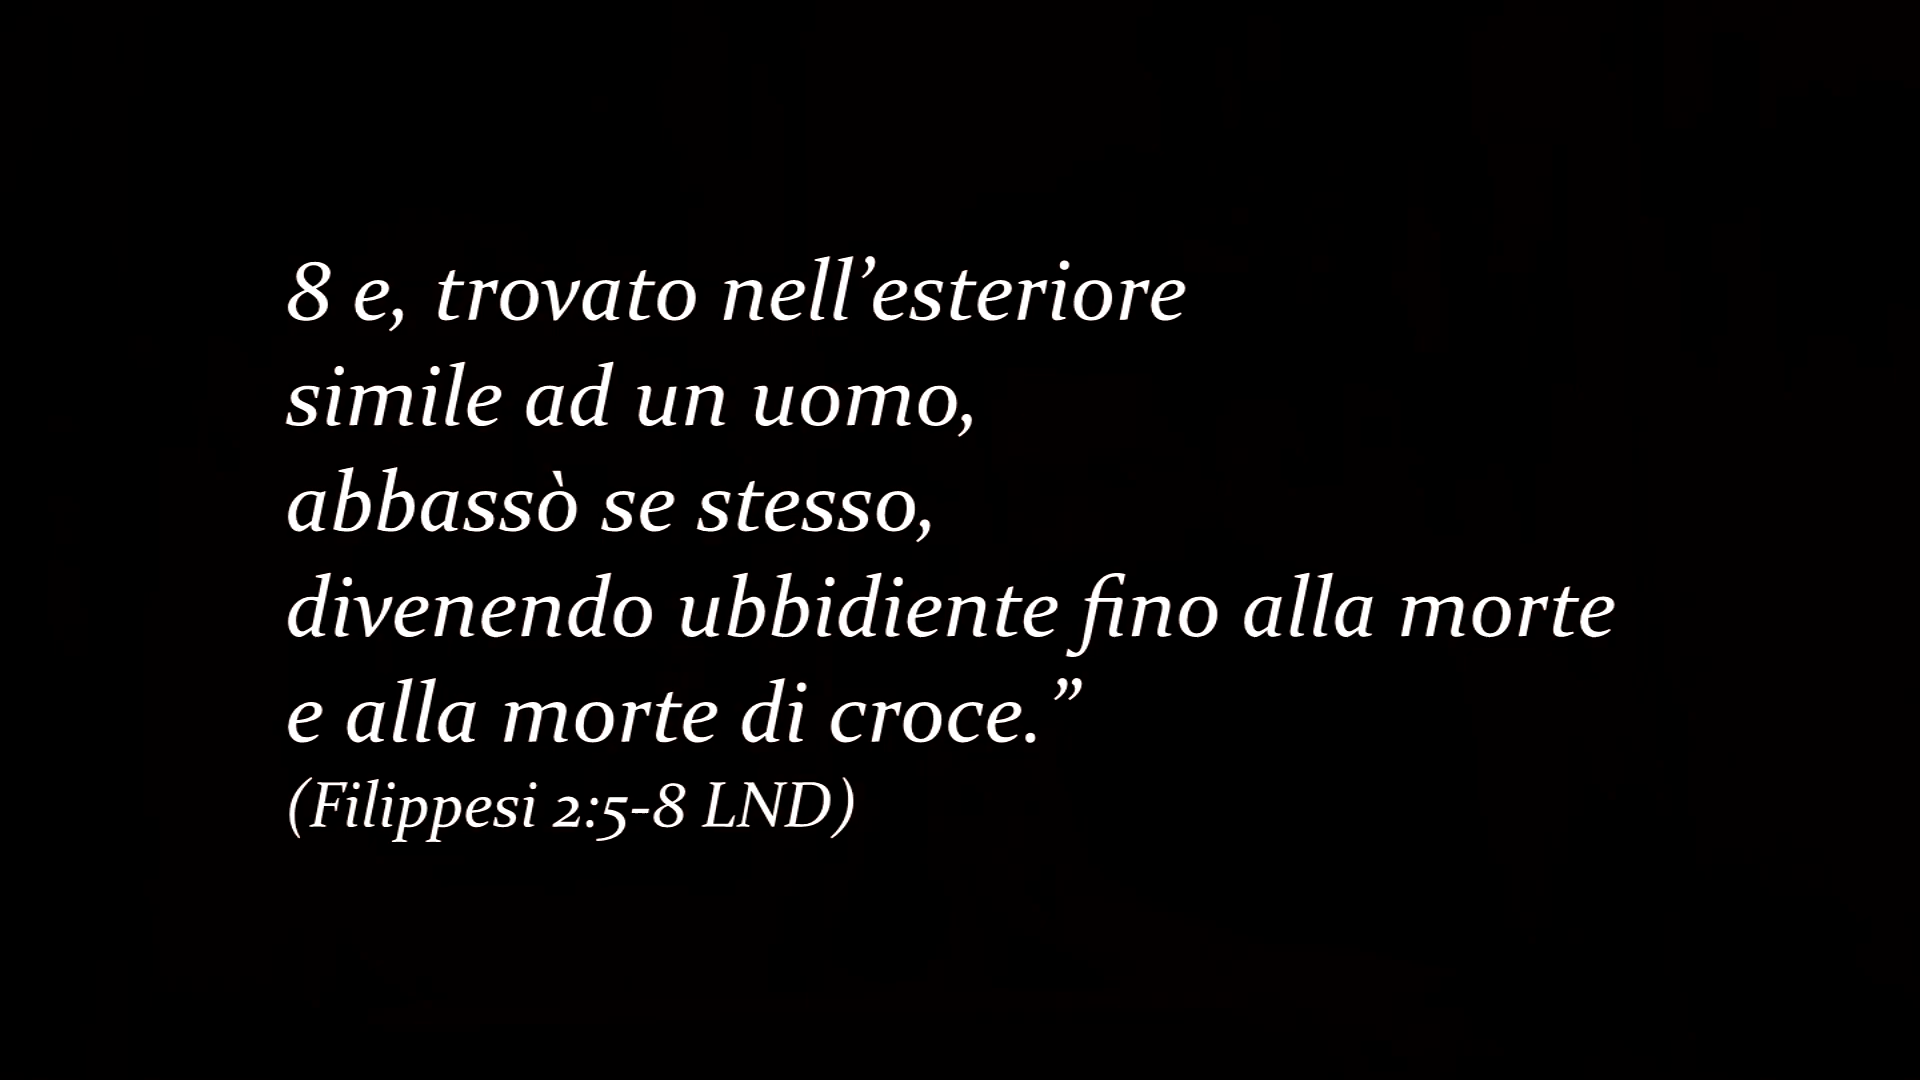 8 e, trovato nell’esteriore
simile ad un uomo,
abbassò se stesso,
divenendo ubbidiente fino alla morte
e alla morte di croce.”
(Filippesi 2:5-8 LND)